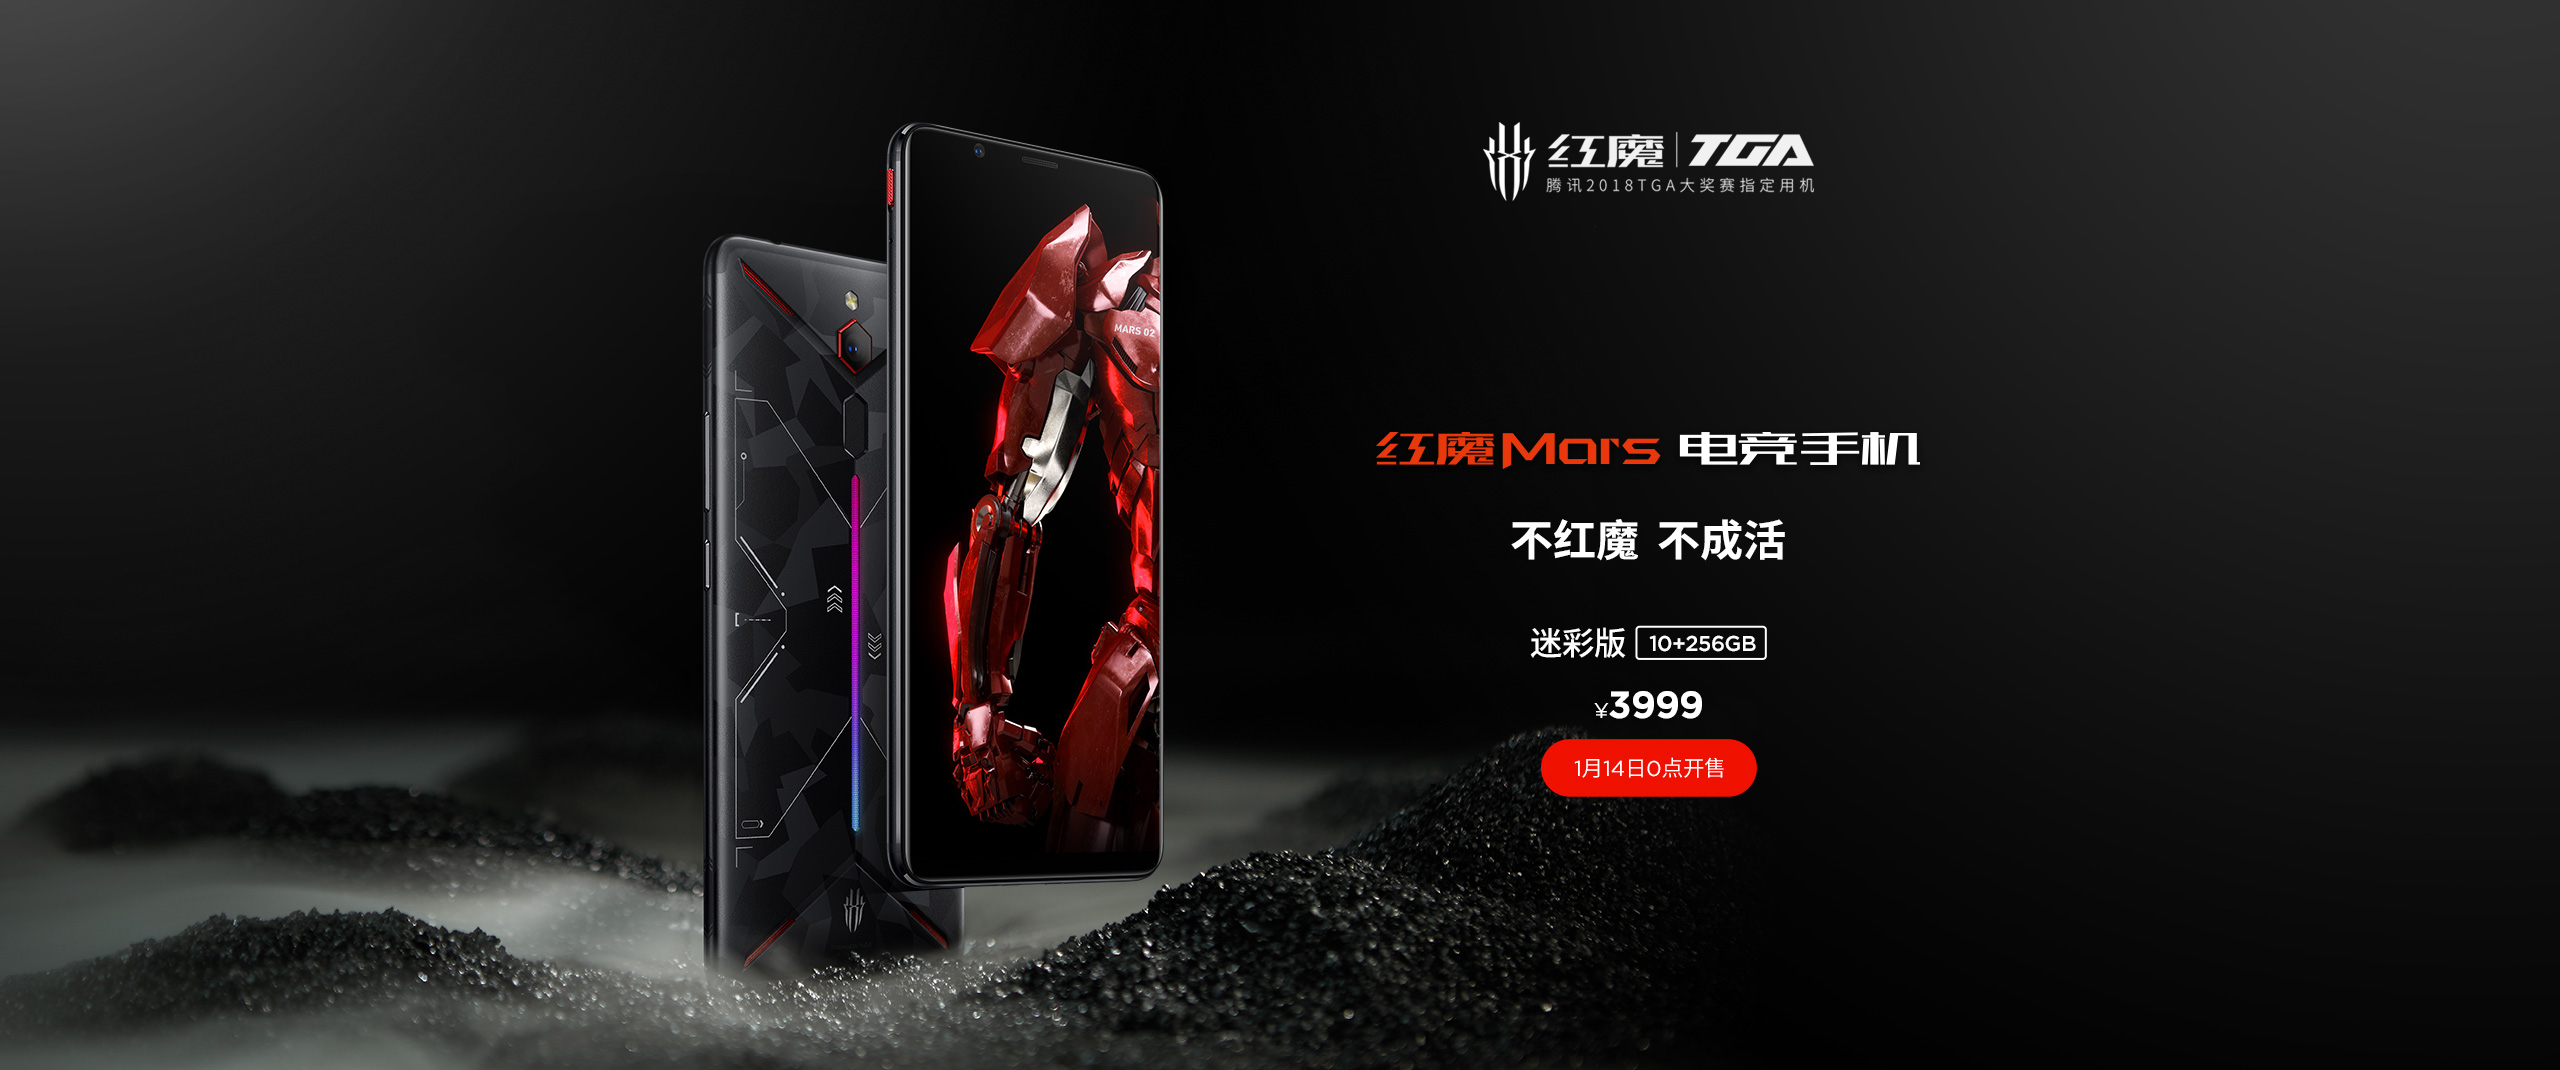 红魔 | TGA
腾讯2018TGA大奖赛指定用机
MARS 02
红魔Mars 电竞手机
不红魔 不成活
迷彩版 10+256GB
¥3999
1月14日0点开售